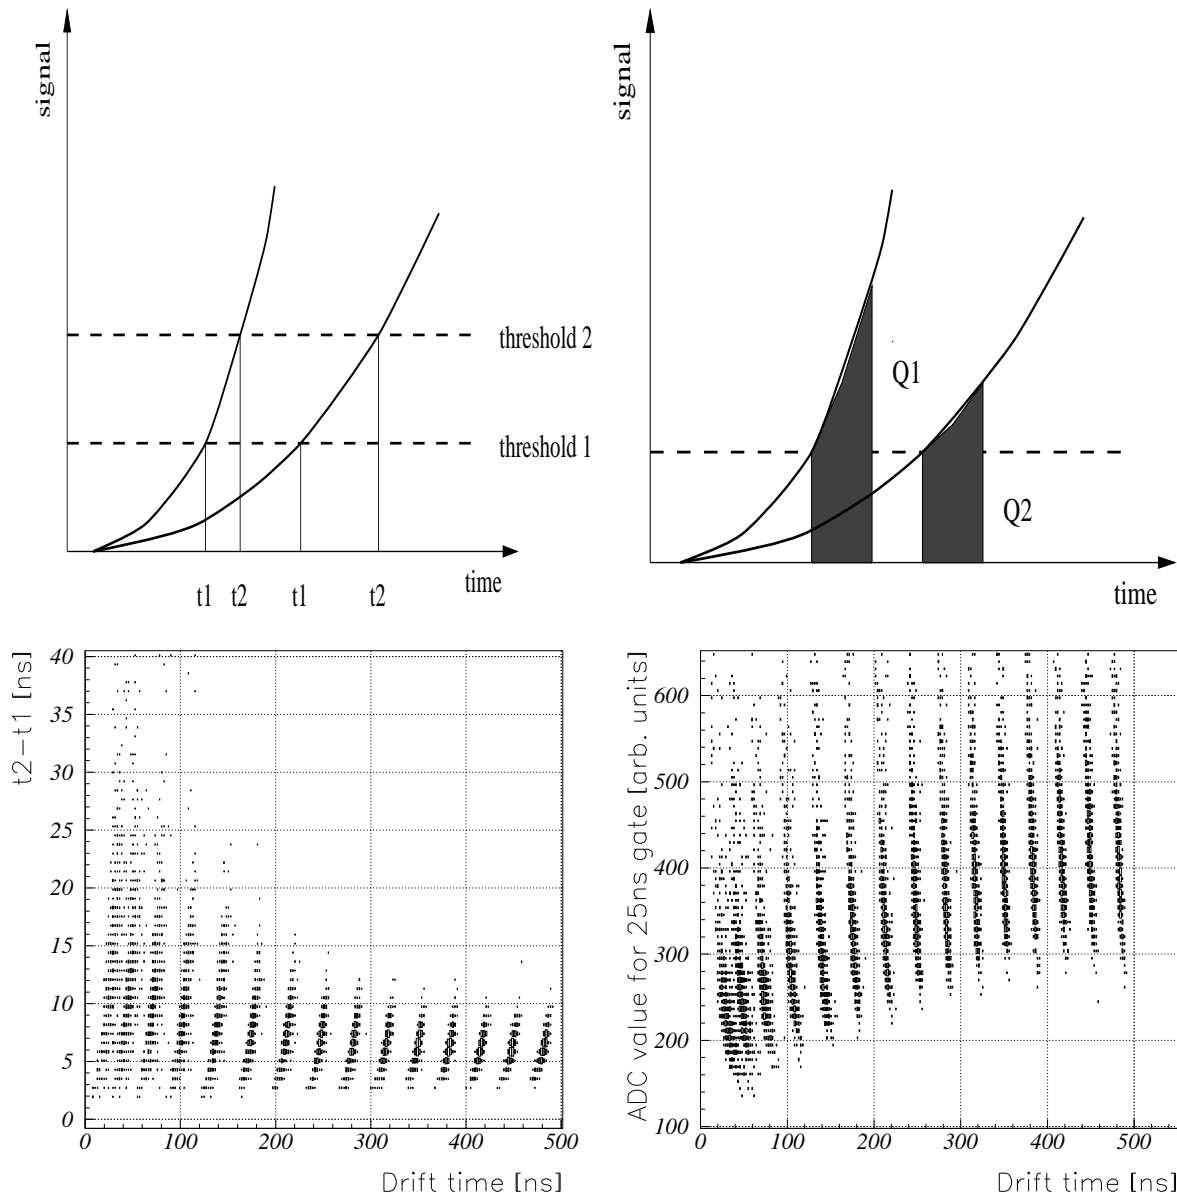 signal
threshold 2
threshold 1
time
t1 t2 t1 t2
signal
Q1
Q2
time
t2-t1 [ns]
40
35
30
25
20
15
10
5
0
0 100 200 300 400 500
Drift time [ns]
ADC value for 25ns gate [arb. units]
600
500
400
300
200
100
0 100 200 300 400 500
Drift time [ns]